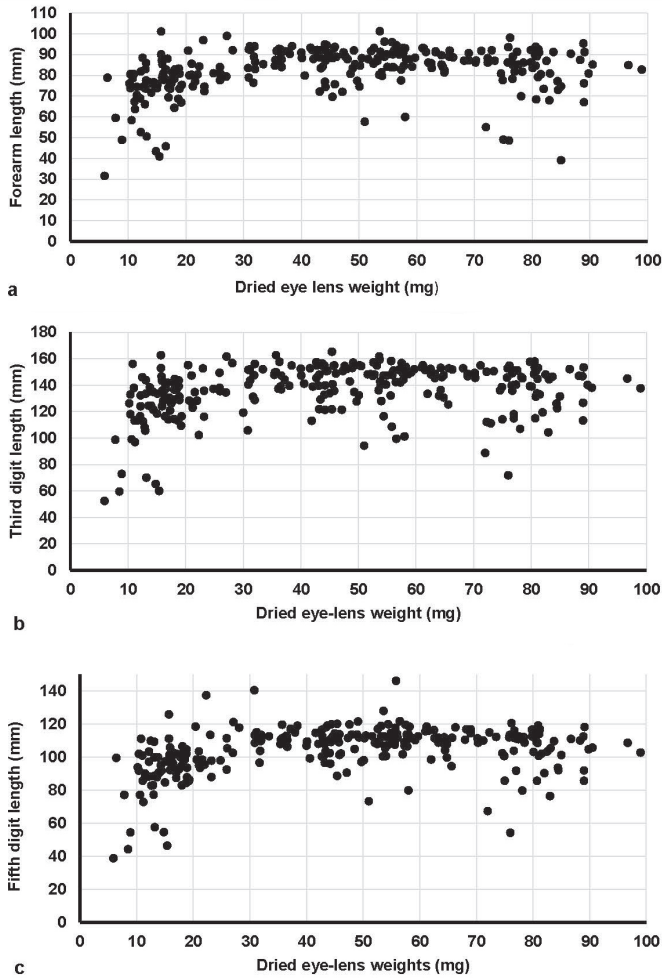 110
100
90
80
70
60
50
40
30
20
10
0
Forearm length (mm)
0 10 20 30 40 50 60 70 80 90 100
a
Dried eye lens weight (mg)
180
160
140
120
100
80
60
40
20
0
Third digit length (mm)
0 10 20 30 40 50 60 70 80 90 100
Dried eye-lens weight (mg)
b
140
120
100
80
60
40
20
0
Fifth digit length (mm)
0 10 20 30 40 50 60 70 80 90 100
Dried eye-lens weights (mg)
c